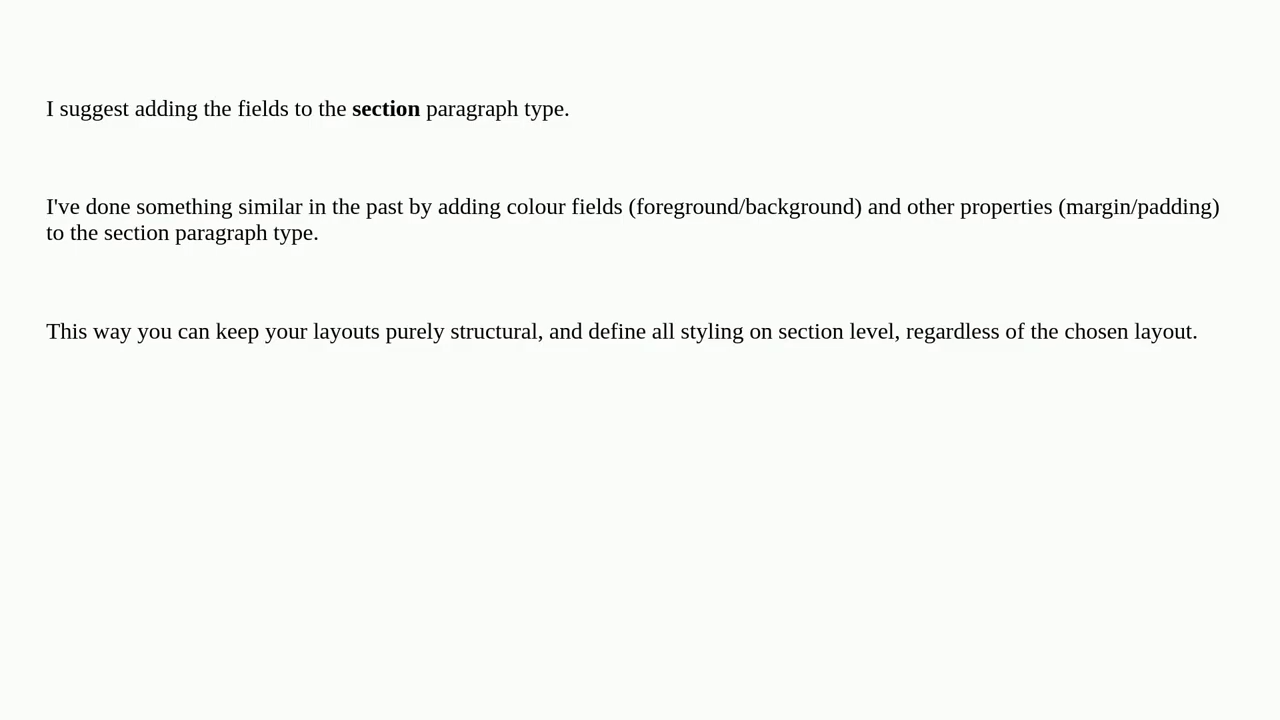 I suggest adding the fields to the section paragraph type.
I've done something similar in the past by adding colour fields (foreground/background) and other properties (margin/padding)
to the section paragraph type.
This way you can keep your layouts purely structural, and define all styling on section level, regardless of the chosen layout.